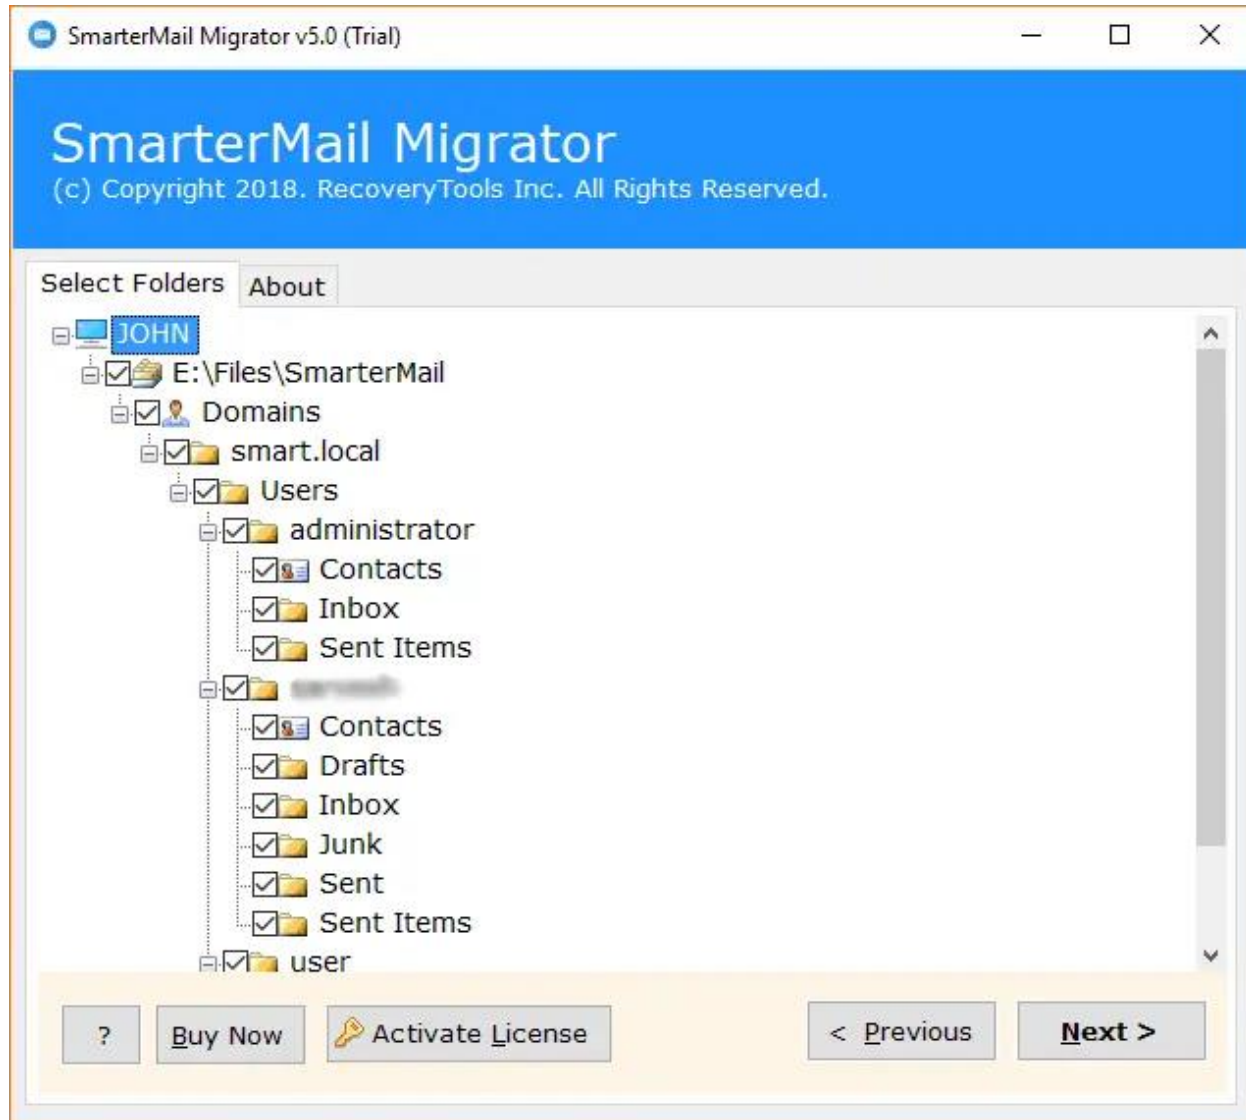 SmarterMail Migrator v5.0 (Trial)
SmarterMail Migrator
(c) Copyright 2018. RecoveryTools Inc. All Rights Reserved.
Select Folders About
JOHN
E:\Files\SmarterMail
Domains
smart.local
Users
administrator
Contacts
Inbox
Sent Items
Contacts
Drafts
Inbox
Junk
Sent
Sent Items
user
? Buy Now Activate License < Previous Next >